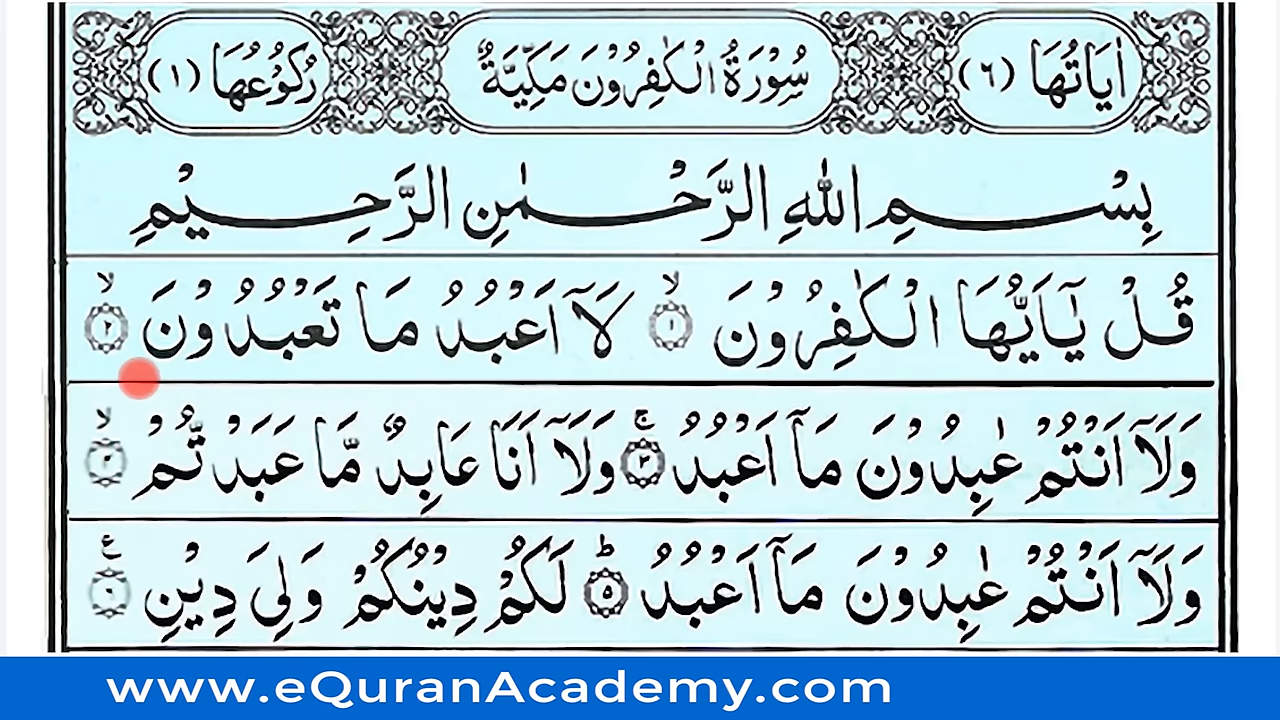 اٰيَاتُهَا (٦) سُوْرَةُ الْكٰفِرُوْنَ مَكِّيَّةٌ رُكُوْعُهَا (١)
بِسْمِ اللّٰهِ الرَّحْمٰنِ الرَّحِيْمِ
قُلْ يٰٓاَيُّهَا الْكٰفِرُوْنَ ۙ‏﴿١﴾ لَآ اَعْبُدُ مَا تَعْبُدُوْنَ ۙ‏﴿٢﴾
وَلَآ اَنْتُمْ عٰبِدُوْنَ مَآ اَعْبُدُ ۚ‏﴿٣﴾ وَلَآ اَنَا عَابِدٌ مَّا عَبَدْتُّمْ ۙ‏﴿٤﴾
وَلَآ اَنْتُمْ عٰبِدُوْنَ مَآ اَعْبُدُ ؕ‏﴿٥﴾ لَكُمْ دِيْنُكُمْ وَلِيَ دِيْنِ ﴿٦﴾ ع
www.eQuranAcademy.com